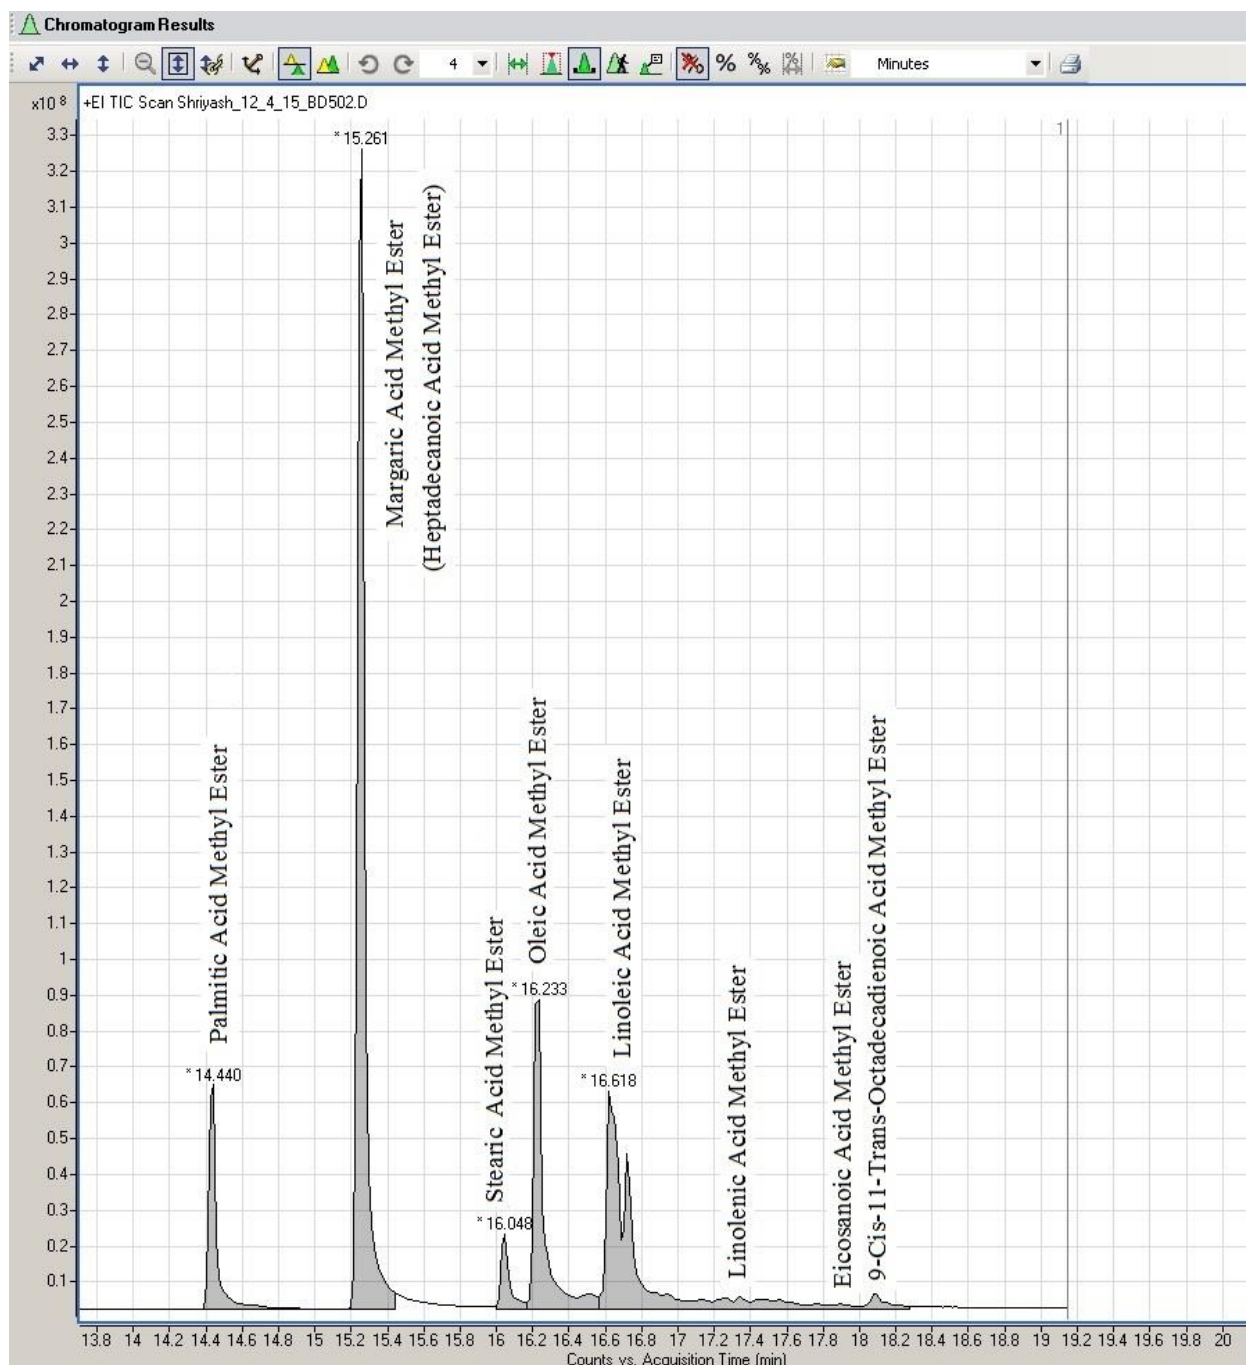 Chromatogram Results
4 Minutes
x10 8 +EI TIC Scan Shriyash_12_4_15_BD502.D
1
3.3
3.2
3.1
3
2.9
2.8
2.7
2.6
2.5
2.4
2.3
2.2
2.1
2
1.9
1.8
1.7
1.6
1.5
1.4
1.3
1.2
1.1
1
0.9
0.8
0.7
0.6
0.5
0.4
0.3
0.2
0.1
* 14.440
Palmitic Acid Methyl Ester
* 15.261
Margaric Acid Methyl Ester
(Heptadecanoic Acid Methyl Ester)
* 16.048
Stearic Acid Methyl Ester
* 16.233
Oleic Acid Methyl Ester
* 16.618
Linoleic Acid Methyl Ester
Linolenic Acid Methyl Ester
Eicosanoic Acid Methyl Ester
9-Cis-11-Trans-Octadecadienoic Acid Methyl Ester
13.8 14 14.2 14.4 14.6 14.8 15 15.2 15.4 15.6 15.8 16 16.2 16.4 16.6 16.8 17 17.2 17.4 17.6 17.8 18 18.2 18.4 18.6 18.8 19 19.2 19.4 19.6 19.8 20
Counts vs. Acquisition Time (min)